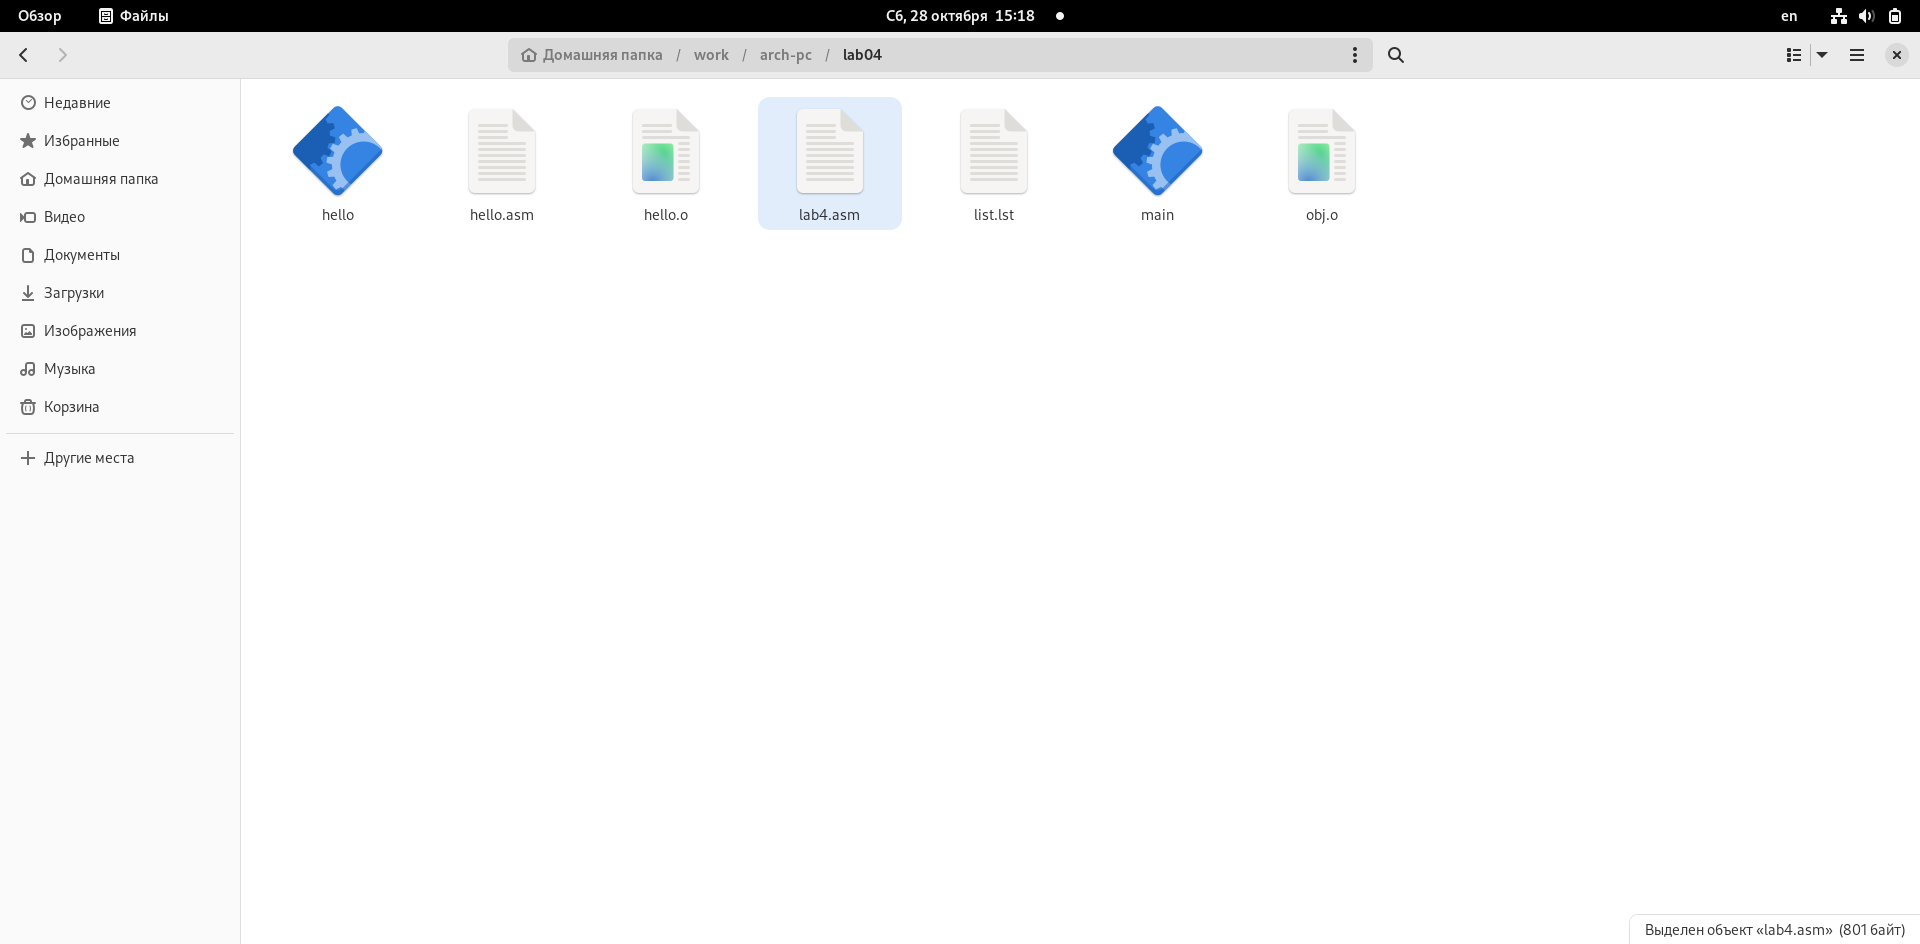 Обзор Файлы Сб, 28 октября 15:18 en
Домашняя папка / work / arch-pc / lab04
Недавние
Избранные
Домашняя папка
Видео
Документы
Загрузки
Изображения
Музыка
Корзина
Другие места
hello hello.asm hello.o lab4.asm list.lst main obj.o
Выделен объект «lab4.asm» (801 байт)